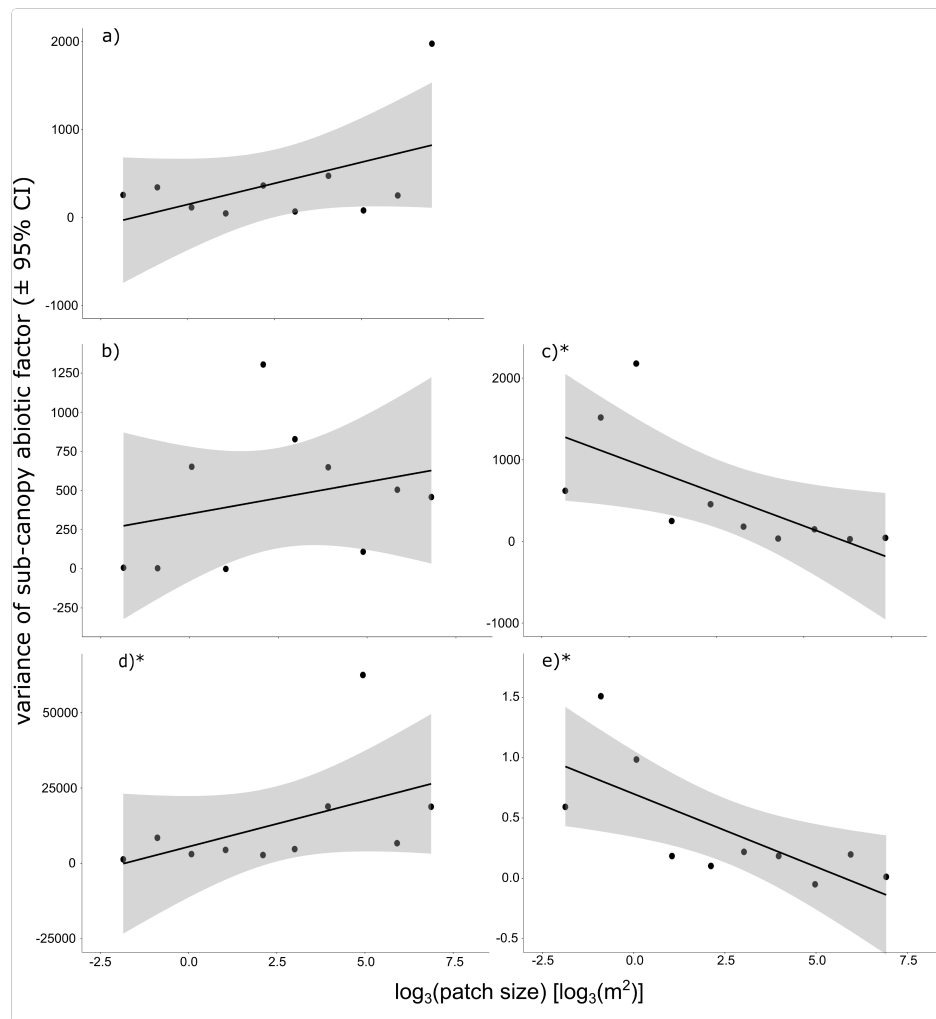 variance of sub-canopy abiotic factor (± 95% CI)
a)
2000
1000
0
-1000
b)
1250
1000
750
500
250
0
-250
c)*
2000
1000
0
-1000
d)*
50000
25000
0
-25000
-2.5 0.0 2.5 5.0 7.5
e)*
1.5
1.0
0.5
0.0
-0.5
-2.5 0.0 2.5 5.0 7.5
log₃(patch size) [log₃(m²)]